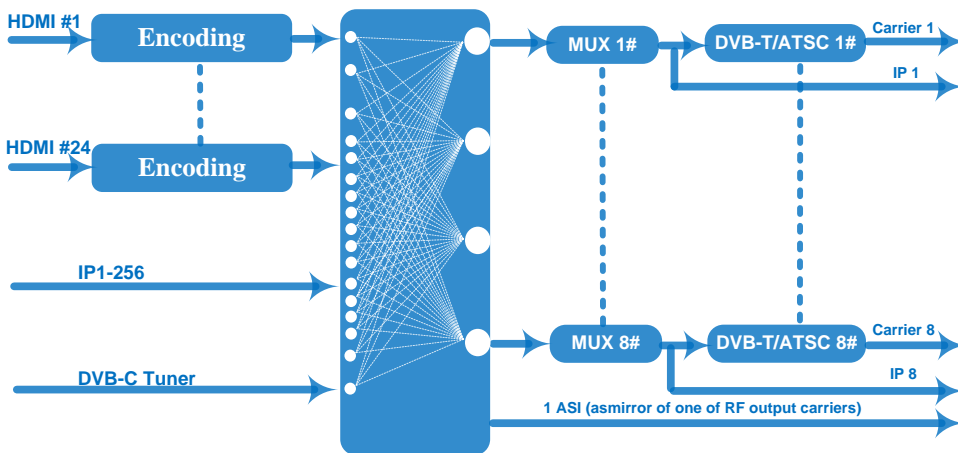 HDMI #1
Encoding
HDMI #24
Encoding
IP1-256
DVB-C Tuner
MUX 1#
DVB-T/ATSC 1#
Carrier 1
IP 1
MUX 8#
DVB-T/ATSC 8#
Carrier 8
IP 8
1 ASI (asmirror of one of RF output carriers)